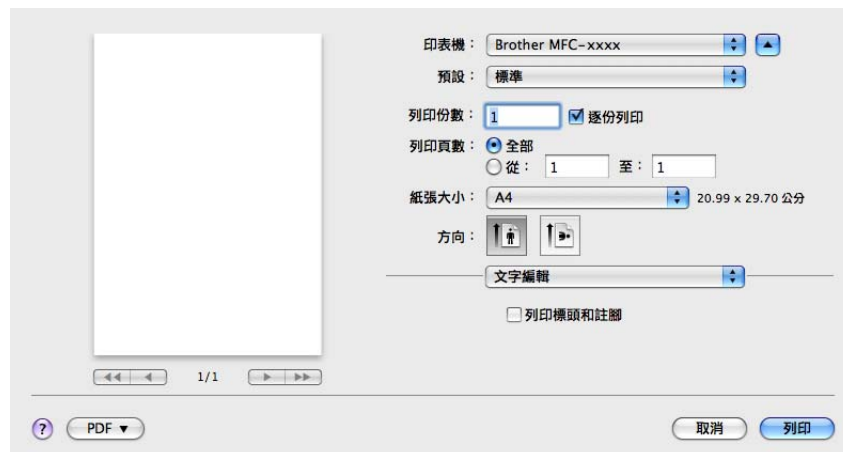 印表機： Brother MFC-xxxx
預設： 標準
列印份數： 1 逐份列印
列印頁數： 全部
從： 1 至： 1
紙張大小： A4 20.99 x 29.70 公分
方向：
文字編輯
列印標頭和註腳
1/1
? PDF ▼ 取消 列印